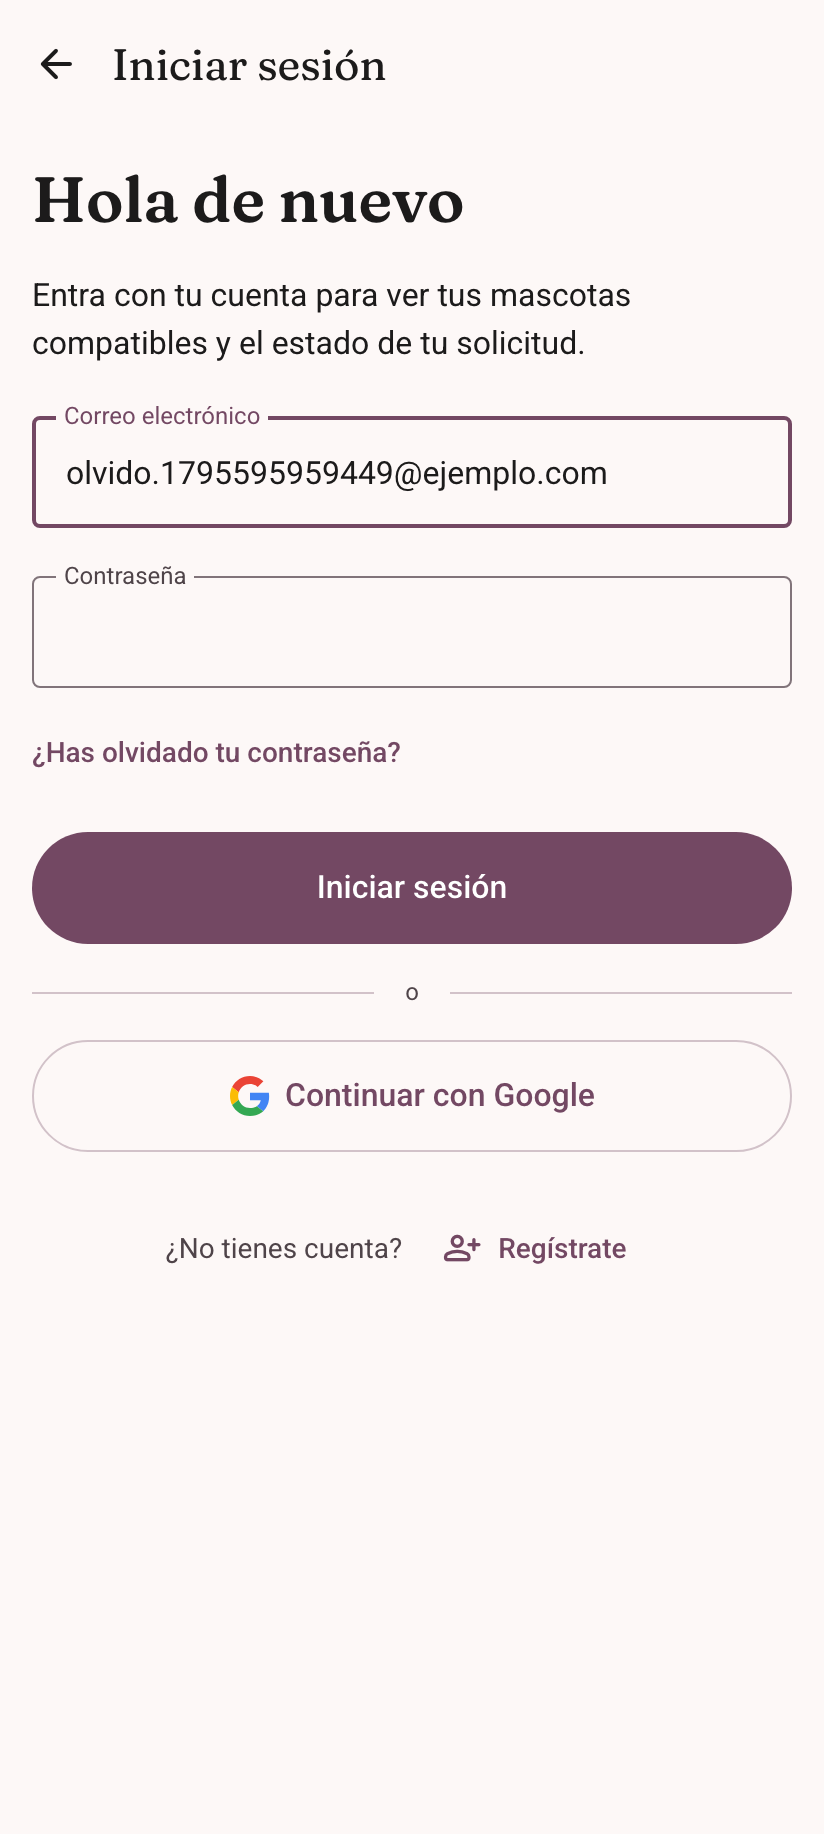 Iniciar sesión
Hola de nuevo
Entra con tu cuenta para ver tus mascotas
compatibles y el estado de tu solicitud.
Correo electrónico
olvido.1795595959449@ejemplo.com
Contraseña
¿Has olvidado tu contraseña?
Iniciar sesión
o
Continuar con Google
¿No tienes cuenta? Regístrate